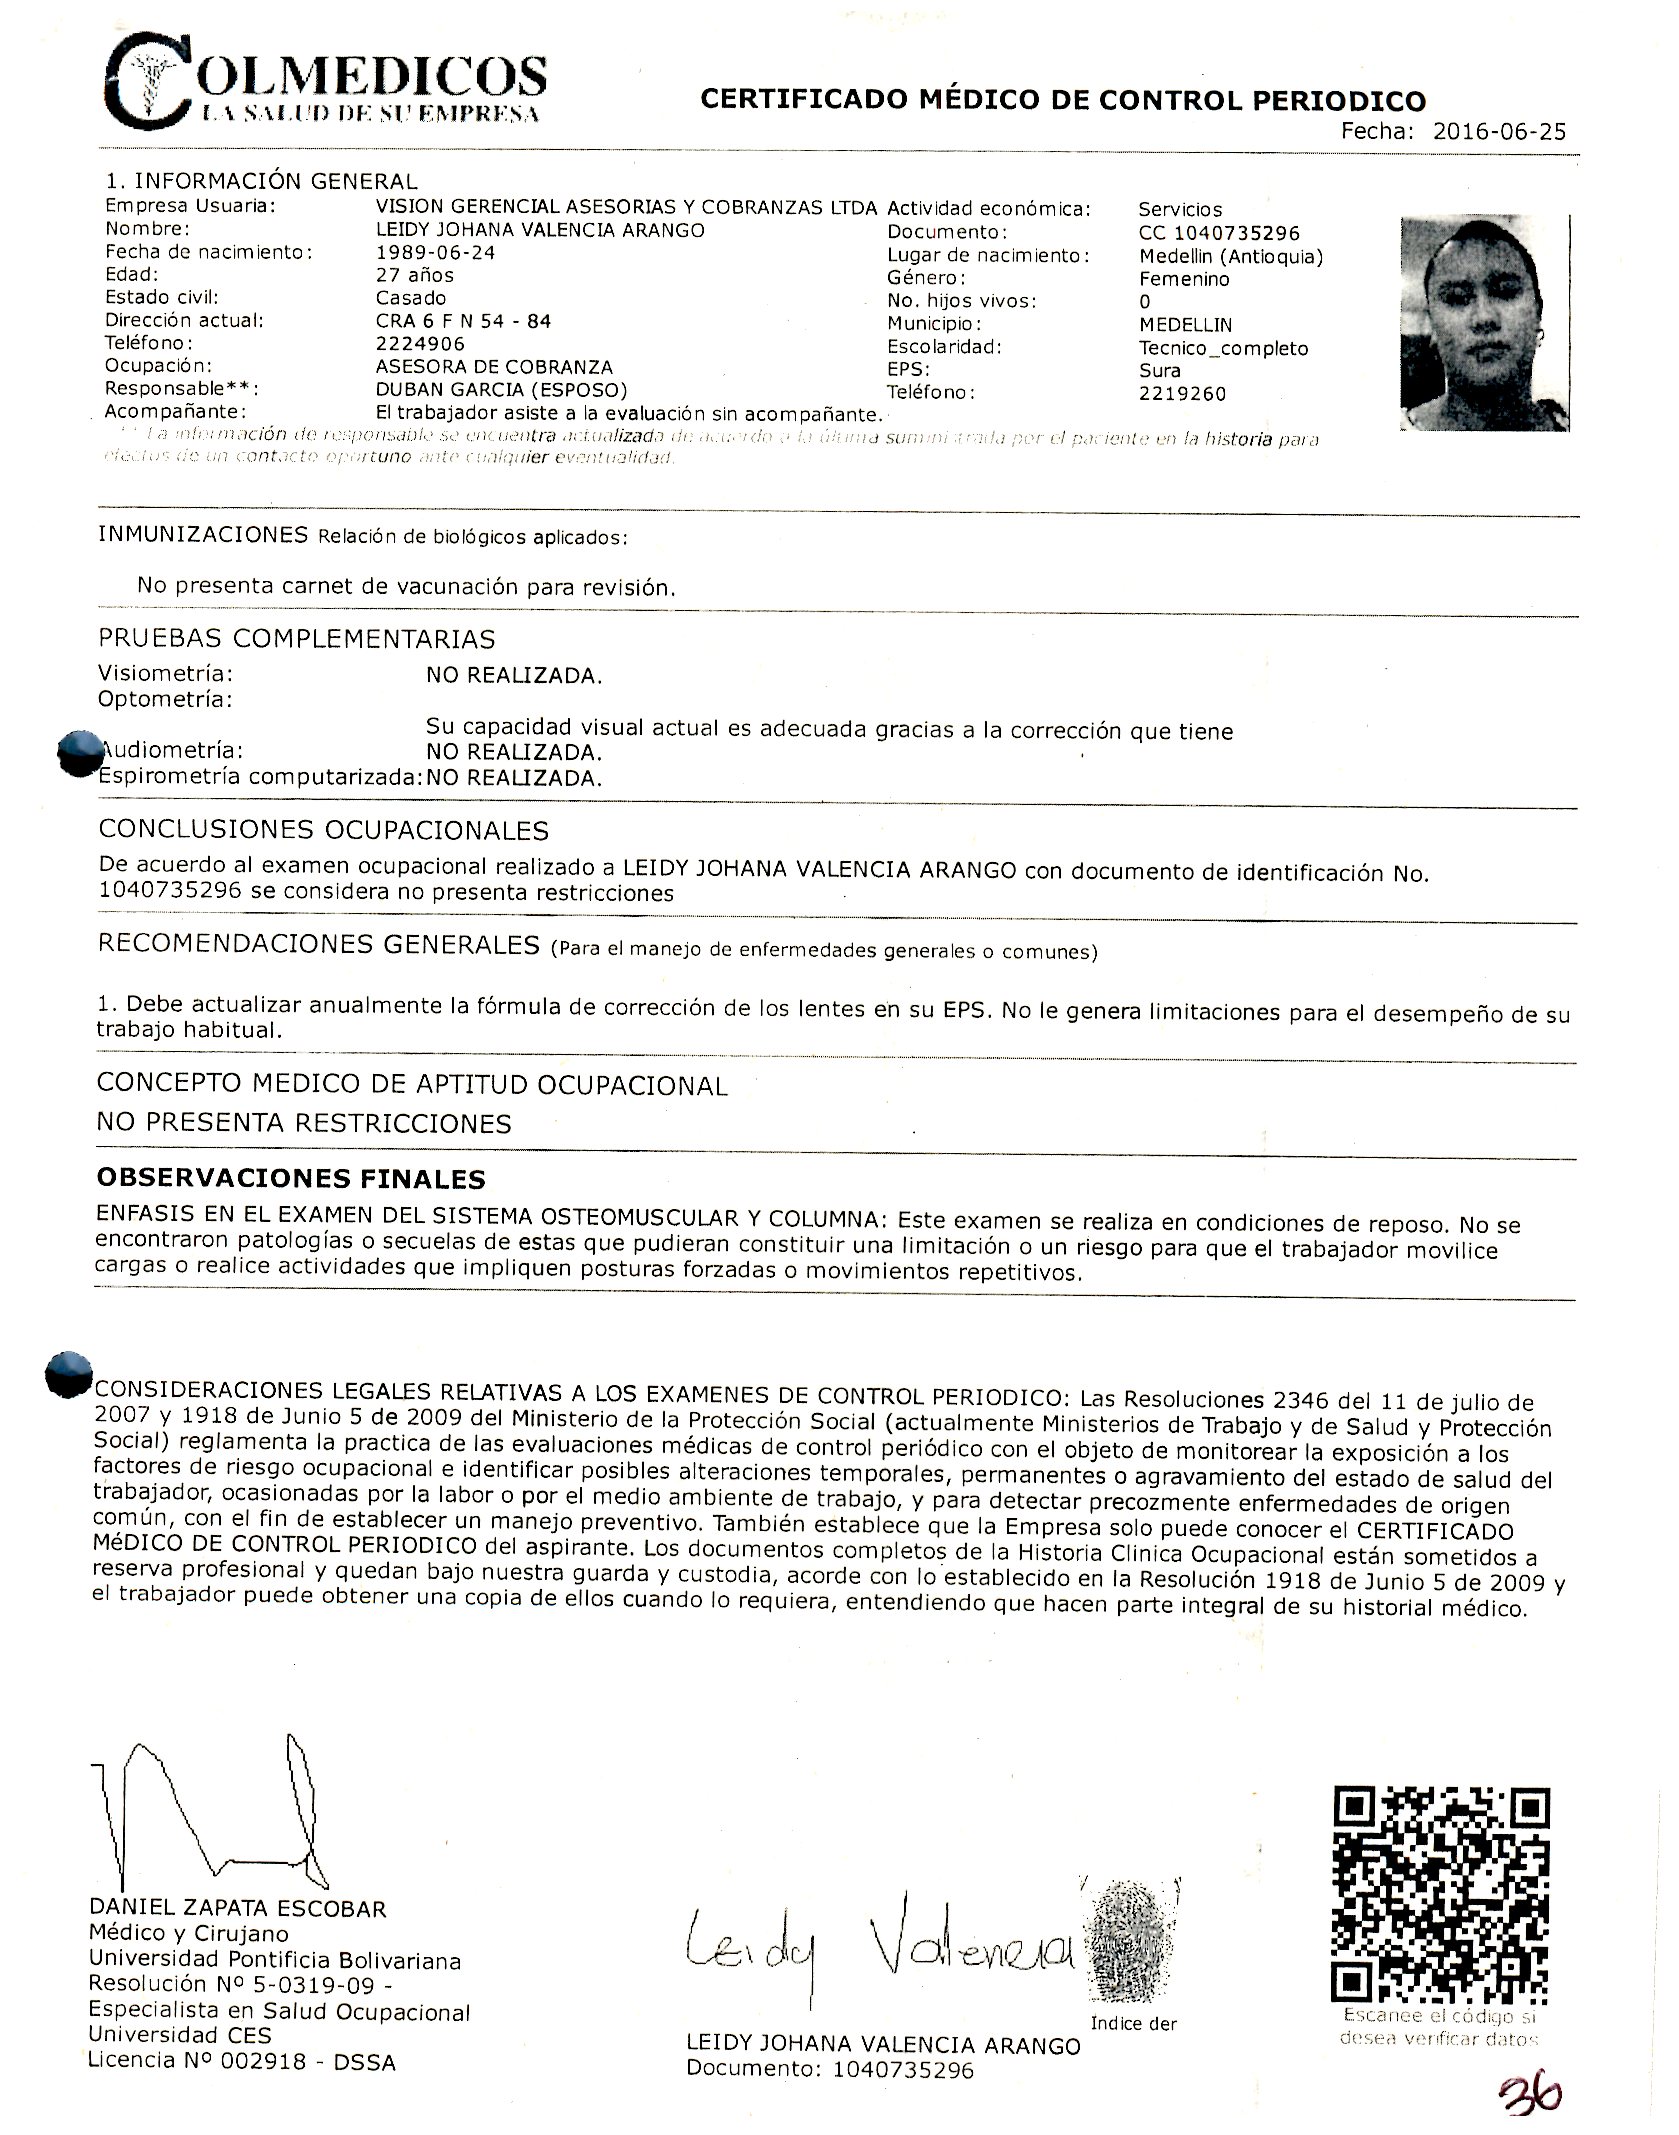 COLMEDICOS
LA SALUD DE SU EMPRESA
CERTIFICADO MÉDICO DE CONTROL PERIODICO
Fecha: 2016-06-25
1. INFORMACIÓN GENERAL
Empresa Usuaria: VISION GERENCIAL ASESORIAS Y COBRANZAS LTDA Actividad económica: Servicios
Nombre: LEIDY JOHANA VALENCIA ARANGO Documento: CC 1040735296
Fecha de nacimiento: 1989-06-24 Lugar de nacimiento: Medellin (Antioquia)
Edad: 27 años Género: Femenino
Estado civil: Casado No. hijos vivos: 0
Dirección actual: CRA 6 F N 54 - 84 Municipio: MEDELLIN
Teléfono: 2224906 Escolaridad: Tecnico_completo
Ocupación: ASESORA DE COBRANZA EPS: Sura
Responsable**: DUBAN GARCIA (ESPOSO) Teléfono: 2219260
Acompañante: El trabajador asiste a la evaluación sin acompañante.
La información de responsable se encuentra actualizada de acuerdo a la última suministrada por el paciente en la historia para
efectos de un contacto oportuno ante cualquier eventualidad.
INMUNIZACIONES Relación de biológicos aplicados:
No presenta carnet de vacunación para revisión.
PRUEBAS COMPLEMENTARIAS
Visiometría: NO REALIZADA.
Optometría:
Su capacidad visual actual es adecuada gracias a la corrección que tiene
Audiometría: NO REALIZADA.
Espirometría computarizada: NO REALIZADA.
CONCLUSIONES OCUPACIONALES
De acuerdo al examen ocupacional realizado a LEIDY JOHANA VALENCIA ARANGO con documento de identificación No.
1040735296 se considera no presenta restricciones
RECOMENDACIONES GENERALES (Para el manejo de enfermedades generales o comunes)
1. Debe actualizar anualmente la fórmula de corrección de los lentes en su EPS. No le genera limitaciones para el desempeño de su
trabajo habitual.
CONCEPTO MEDICO DE APTITUD OCUPACIONAL
NO PRESENTA RESTRICCIONES
OBSERVACIONES FINALES
ENFASIS EN EL EXAMEN DEL SISTEMA OSTEOMUSCULAR Y COLUMNA: Este examen se realiza en condiciones de reposo. No se
encontraron patologías o secuelas de estas que pudieran constituir una limitación o un riesgo para que el trabajador movilice
cargas o realice actividades que impliquen posturas forzadas o movimientos repetitivos.
CONSIDERACIONES LEGALES RELATIVAS A LOS EXAMENES DE CONTROL PERIODICO: Las Resoluciones 2346 del 11 de julio de
2007 y 1918 de Junio 5 de 2009 del Ministerio de la Protección Social (actualmente Ministerios de Trabajo y de Salud y Protección
Social) reglamenta la practica de las evaluaciones médicas de control periódico con el objeto de monitorear la exposición a los
factores de riesgo ocupacional e identificar posibles alteraciones temporales, permanentes o agravamiento del estado de salud del
trabajador, ocasionadas por la labor o por el medio ambiente de trabajo, y para detectar precozmente enfermedades de origen
común, con el fin de establecer un manejo preventivo. También establece que la Empresa solo puede conocer el CERTIFICADO
MéDICO DE CONTROL PERIODICO del aspirante. Los documentos completos de la Historia Clinica Ocupacional están sometidos a
reserva profesional y quedan bajo nuestra guarda y custodia, acorde con lo establecido en la Resolución 1918 de Junio 5 de 2009 y
el trabajador puede obtener una copia de ellos cuando lo requiera, entendiendo que hacen parte integral de su historial médico.
DANIEL ZAPATA ESCOBAR
Médico y Cirujano
Universidad Pontificia Bolivariana
Resolución Nº 5-0319-09 -
Especialista en Salud Ocupacional
Universidad CES
Licencia Nº 002918 - DSSA
Leidy Valencia
Indice der
LEIDY JOHANA VALENCIA ARANGO
Documento: 1040735296
Escanee el código si
desea verificar datos
36